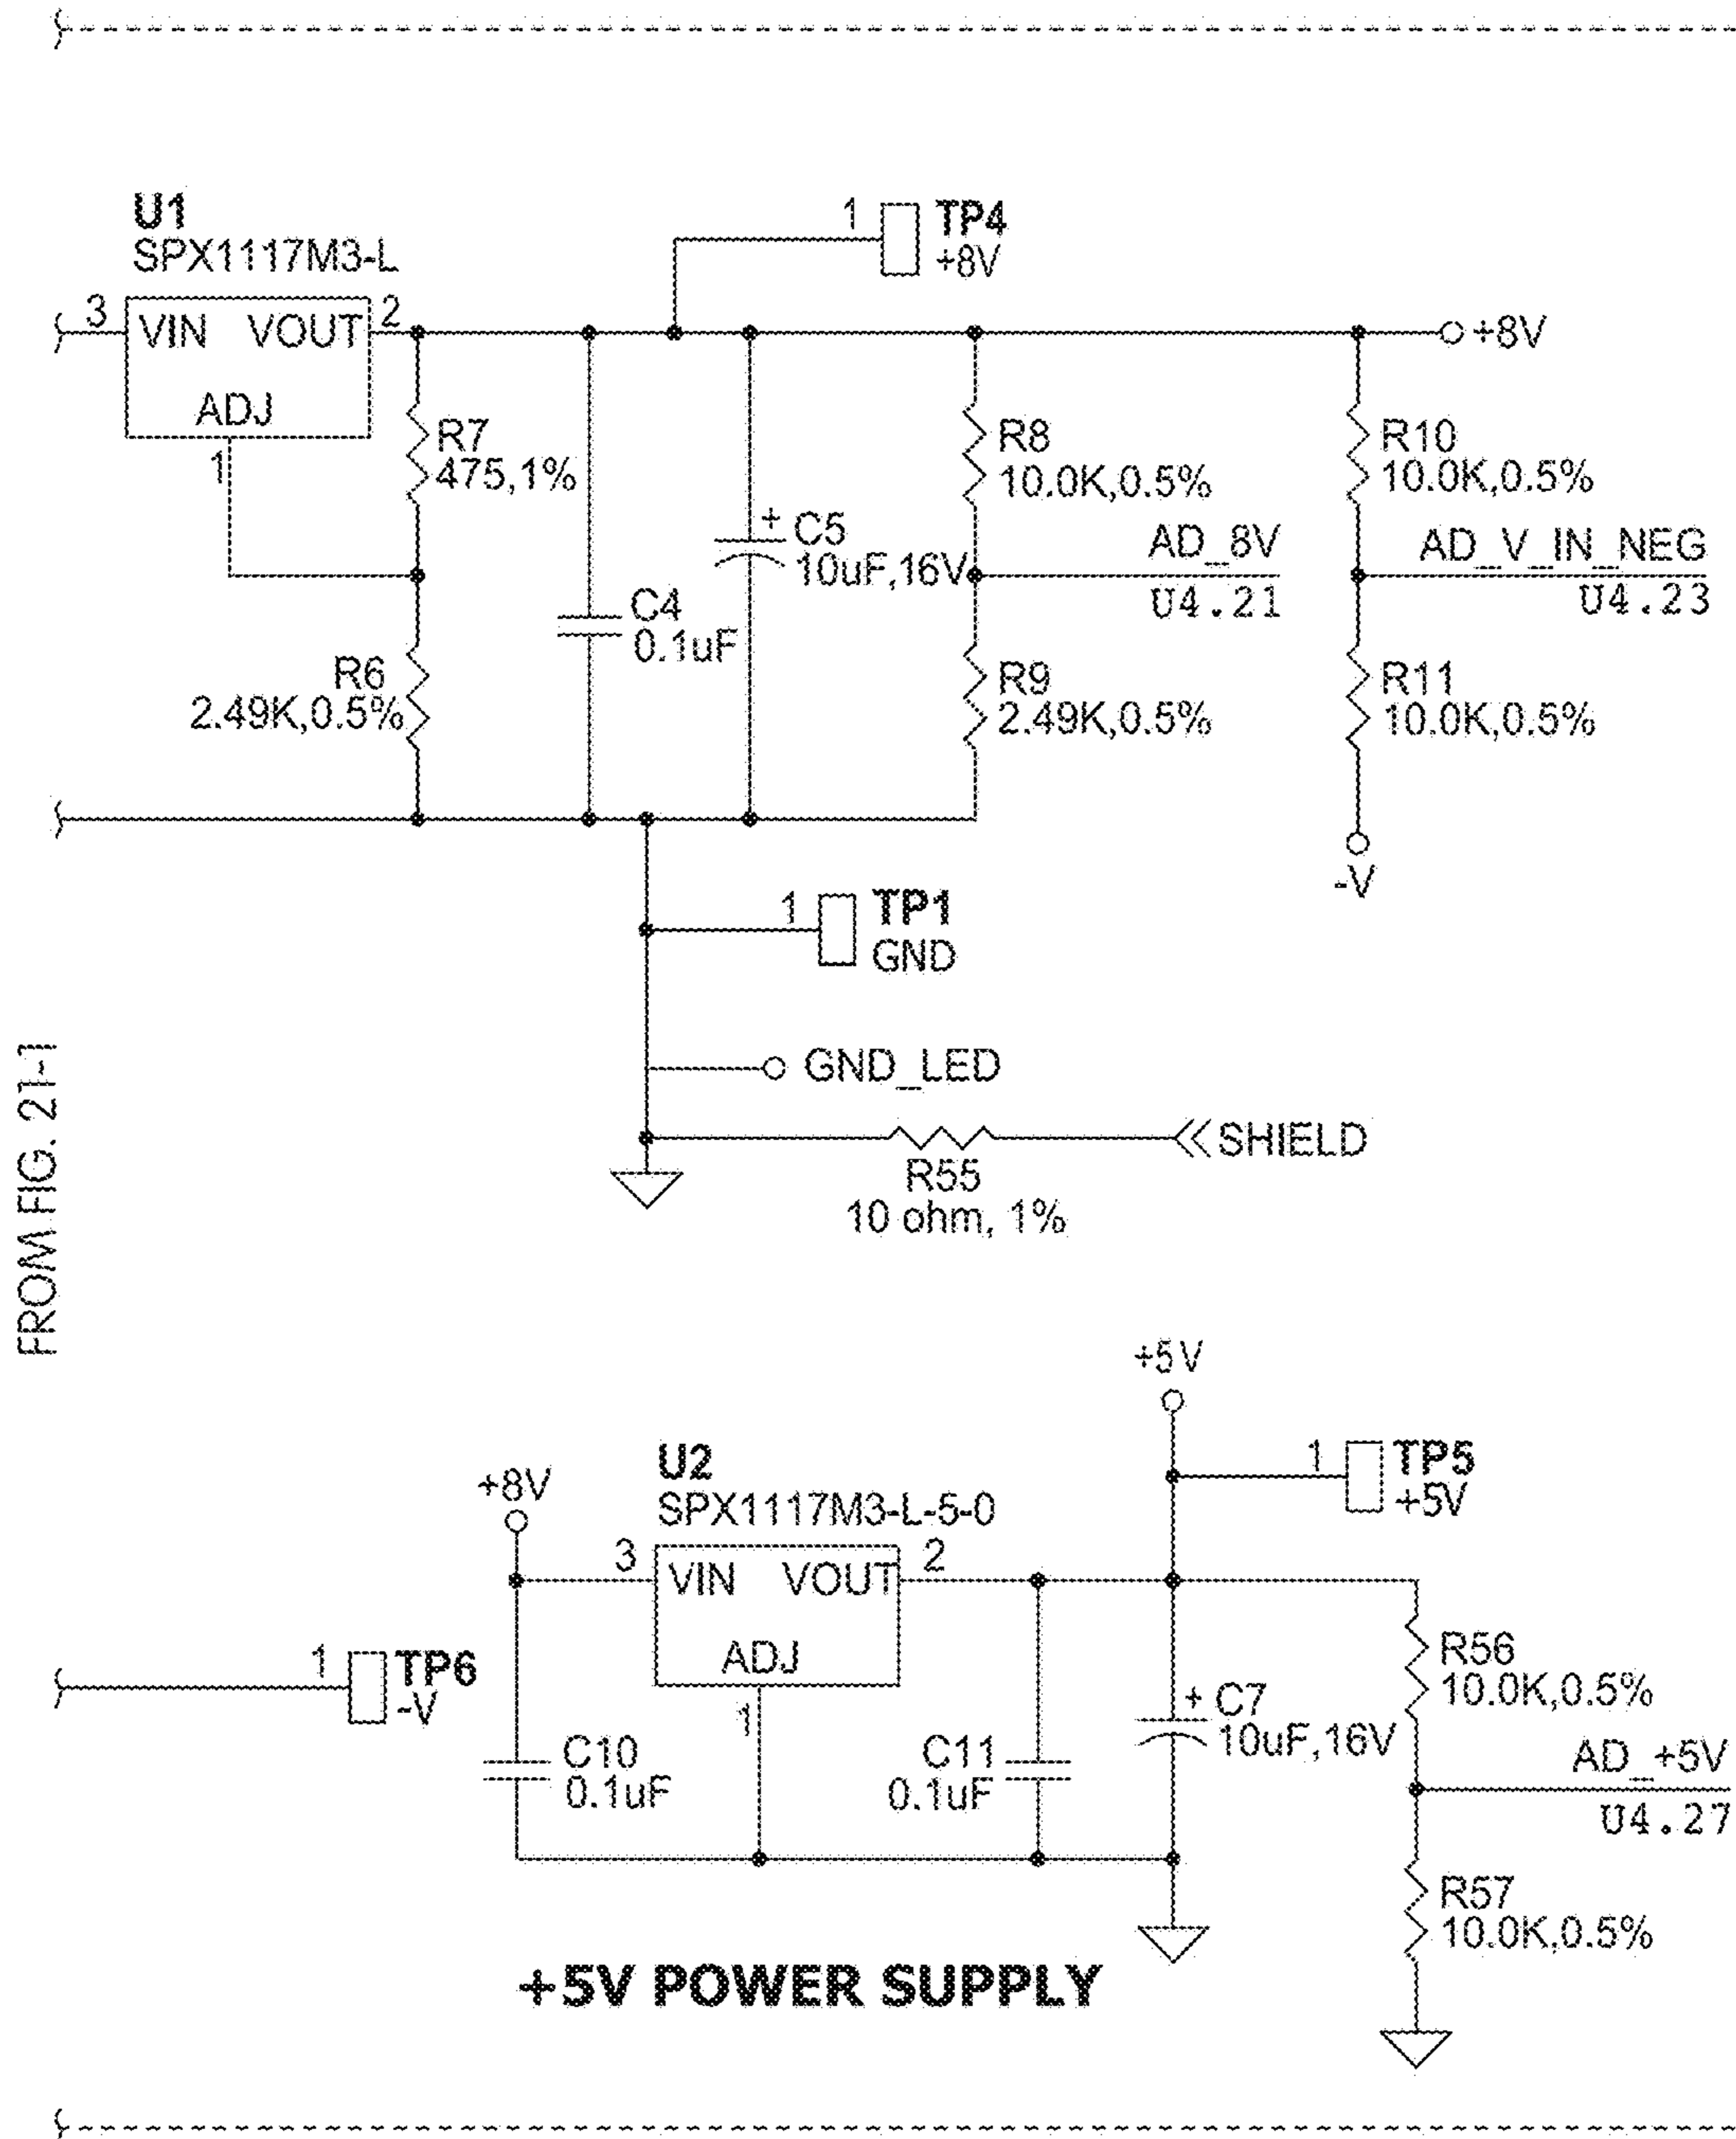 U1
SPX1117M3-L
3
VIN VOUT
2
ADJ
1
1
TP4
+8V
+8V
R7
475,1%
R8
10.0K,0.5%
R10
10.0K,0.5%
+ C5
10uF,16V
AD_8V
U4.21
AD_V_IN_NEG
U4.23
C4
0.1uF
R6
2.49K,0.5%
R9
2.49K,0.5%
R11
10.0K,0.5%
-V
1
TP1
GND
GND_LED
SHIELD
R55
10 ohm, 1%
FROM FIG. 21-1
+5V
1
TP5
+5V
+8V
U2
SPX1117M3-L-5-0
3
VIN VOUT
2
ADJ
1
1
TP6
-V
R56
10.0K,0.5%
+ C7
10uF,16V
C10
0.1uF
C11
0.1uF
AD_+5V
U4.27
R57
10.0K,0.5%
+5V POWER SUPPLY